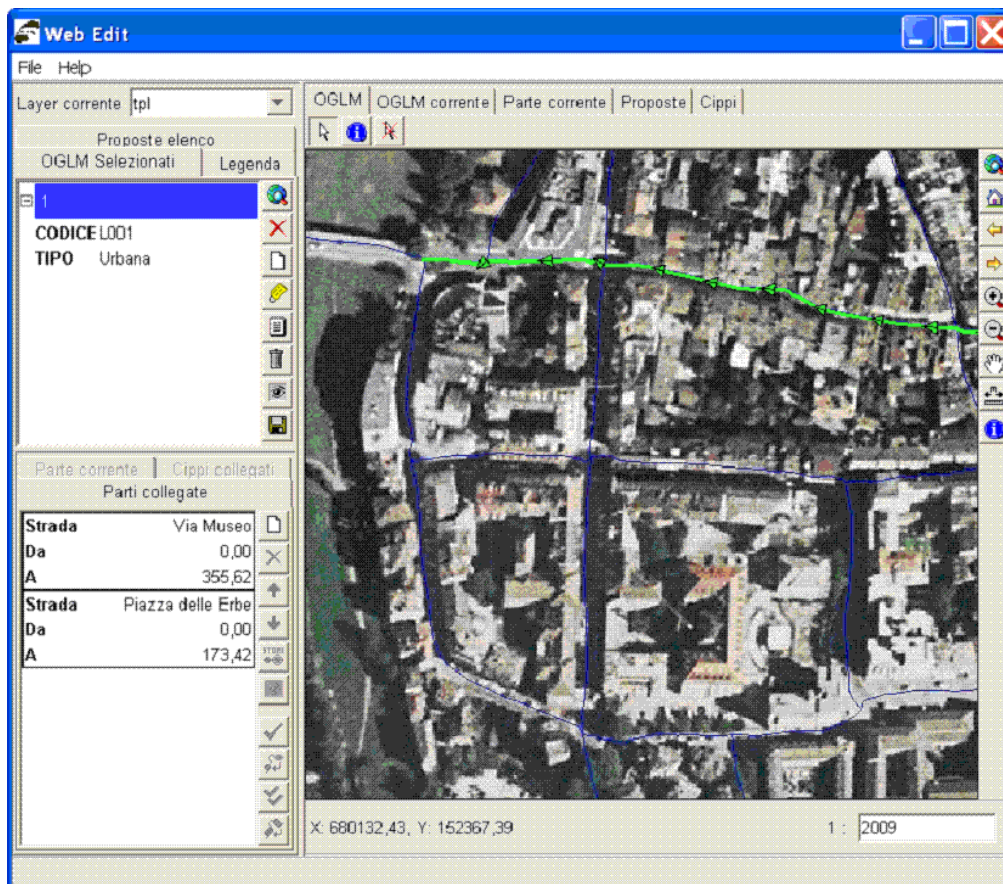 Web Edit
File Help
Layer corrente tpl
Proposte elenco
OGLM Selezionati Legenda
1
CODICE L001
TIPO Urbana
Parte corrente Cippi collegati
Parti collegate
Strada Via Museo
Da 0,00
A 355,62
Strada Piazza delle Erbe
Da 0,00
A 173,42
OGLM OGLM corrente Parte corrente Proposte Cippi
X: 680132,43, Y: 152367,39
1 : 2009